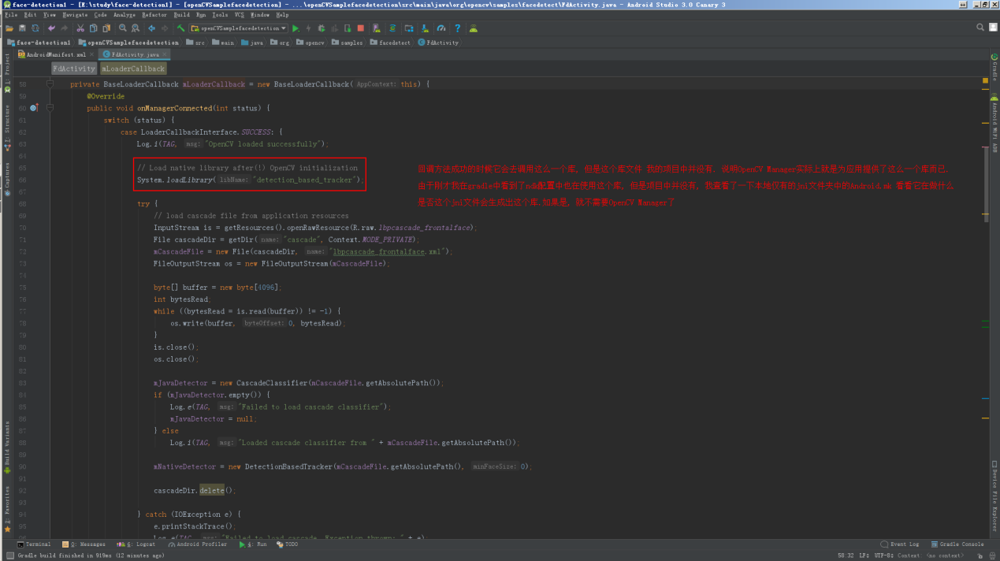 face-detection1 - [E:\study\face-detection1] - [openCVSamplefacedetection] - ...\openCVSamplefacedetection\src\main\java\org\opencv\samples\facedetect\FdActivity.java - Android Studio 3.0 Canary 3
File Edit View Navigate Code Analyze Refactor Build Run Tools VCS Window Help
openCVSamplefacedetection
face-detection1 openCVSamplefacedetection src main java org opencv samples facedetect FdActivity
AndroidManifest.xml FdActivity.java
FdActivity mLoaderCallback
58 private BaseLoaderCallback mLoaderCallback = new BaseLoaderCallback( AppContext: this) {
59 @Override
60 public void onManagerConnected(int status) {
61 switch (status) {
62 case LoaderCallbackInterface.SUCCESS: {
63 Log.i(TAG, msg: "OpenCV loaded successfully");
64
65 // Load native library after(!) OpenCV initialization
66 System.loadLibrary( libName: "detection_based_tracker");
67
68 try {
69 // load cascade file from application resources
70 InputStream is = getResources().openRawResource(R.raw.lbpcascade_frontalface);
71 File cascadeDir = getDir( name: "cascade", Context.MODE_PRIVATE);
72 mCascadeFile = new File(cascadeDir, name: "lbpcascade_frontalface.xml");
73 FileOutputStream os = new FileOutputStream(mCascadeFile);
74
75 byte[] buffer = new byte[4096];
76 int bytesRead;
77 while ((bytesRead = is.read(buffer)) != -1) {
78 os.write(buffer, byteOffset: 0, bytesRead);
79 }
80 is.close();
81 os.close();
82
83 mJavaDetector = new CascadeClassifier(mCascadeFile.getAbsolutePath());
84 if (mJavaDetector.empty()) {
85 Log.e(TAG, msg: "Failed to load cascade classifier");
86 mJavaDetector = null;
87 } else
88 Log.i(TAG, msg: "Loaded cascade classifier from " + mCascadeFile.getAbsolutePath());
89
90 mNativeDetector = new DetectionBasedTracker(mCascadeFile.getAbsolutePath(), minFaceSize: 0);
91
92 cascadeDir.delete();
93
94 } catch (IOException e) {
95 e.printStackTrace();
96 Log.e(TAG, msg: "Failed to load cascade. Exception thrown: " + e)
回调方法成功的时候它会去调用这么一个库, 但是这个库文件 我的项目中并没有. 说明OpenCV Manager实际上就是为应用提供了这么一个库而已.
由于刚才我在gradle中看到了ndk配置中也在使用这个库, 但是项目中并没有, 我查看了一下本地仅有的jni文件夹中的Android.mk 看看它在做什么
是否这个jni文件会生成出这个库.如果是, 就不需要OpenCV Manager了
1: Project
Structure
Captures
Build Variants
2: Favorites
Gradle
Android WiFi ADB
Device File Explorer
Terminal 0: Messages 6: Logcat Android Profiler 4: Run TODO Event Log Gradle Console
Gradle build finished in 919ms (12 minutes ago) 58:32 LF÷ UTF-8÷ Context: <no context>